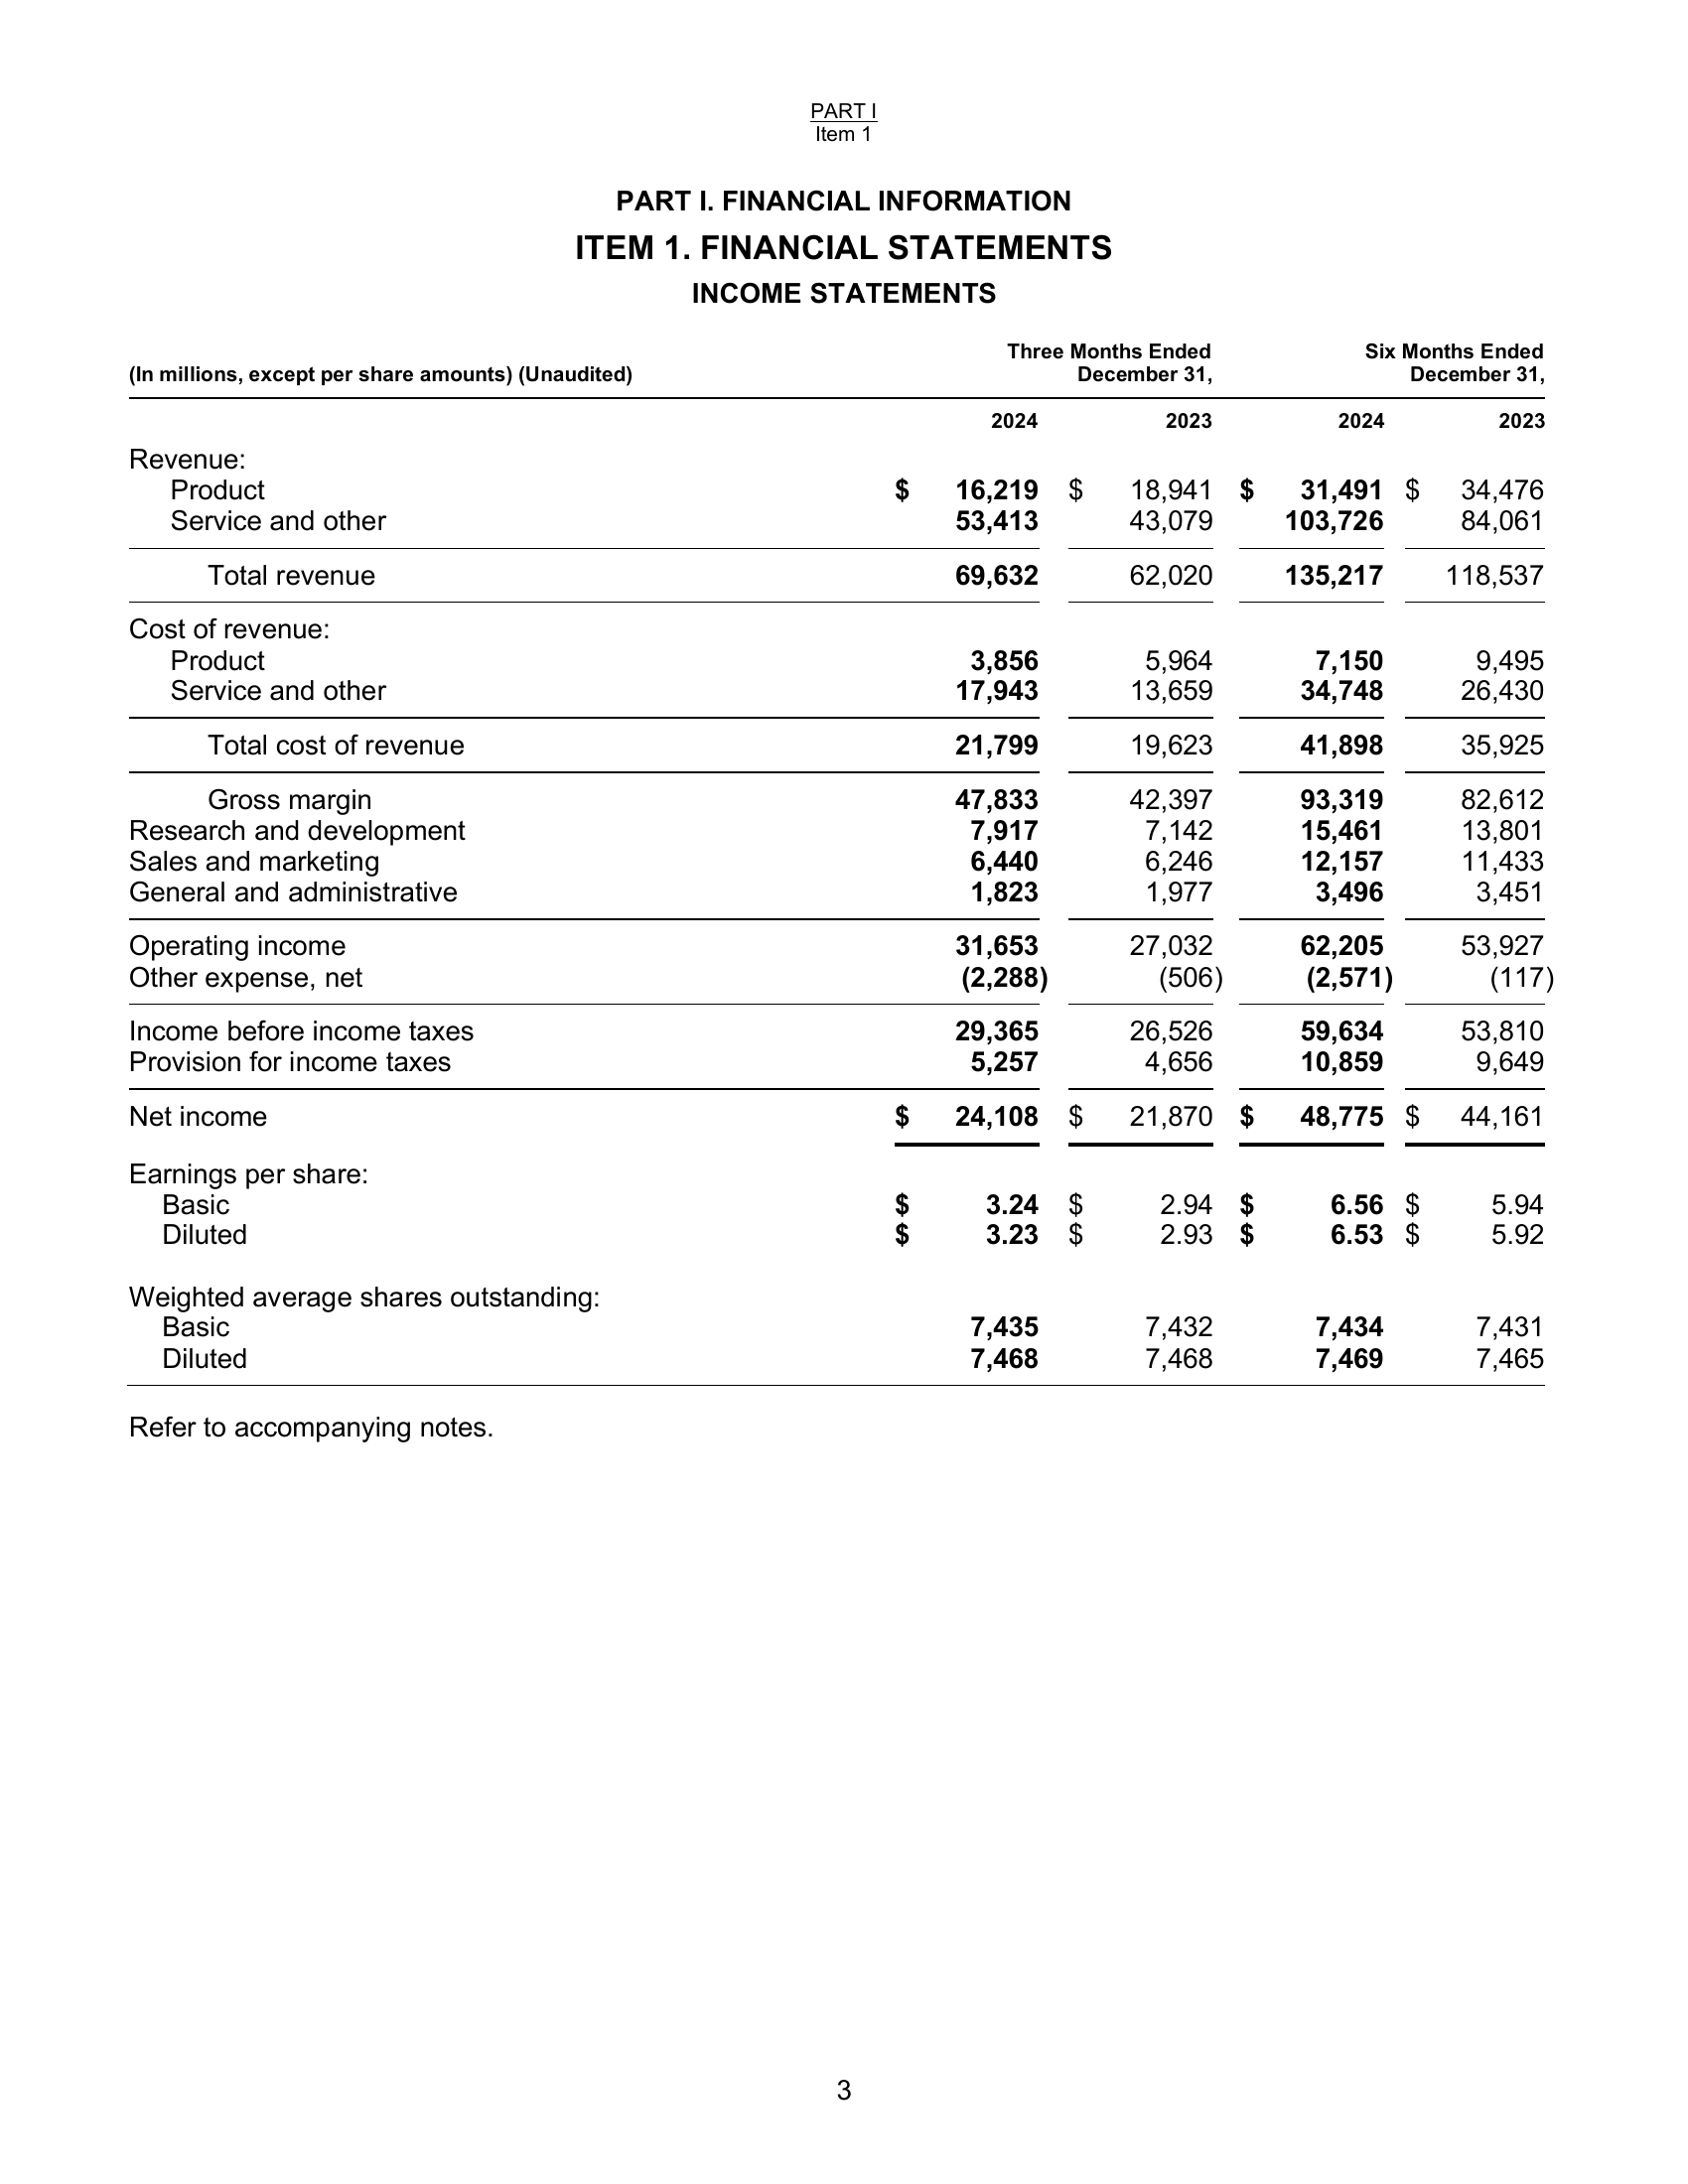 PART I
Item 1
PART I. FINANCIAL INFORMATION
ITEM 1. FINANCIAL STATEMENTS
INCOME STATEMENTS
(In millions, except per share amounts) (Unaudited) Three Months Ended December 31, Six Months Ended December 31,
2024 2023 2024 2023
Revenue:
Product $ 16,219 $ 18,941 $ 31,491 $ 34,476
Service and other 53,413 43,079 103,726 84,061
Total revenue 69,632 62,020 135,217 118,537
Cost of revenue:
Product 3,856 5,964 7,150 9,495
Service and other 17,943 13,659 34,748 26,430
Total cost of revenue 21,799 19,623 41,898 35,925
Gross margin 47,833 42,397 93,319 82,612
Research and development 7,917 7,142 15,461 13,801
Sales and marketing 6,440 6,246 12,157 11,433
General and administrative 1,823 1,977 3,496 3,451
Operating income 31,653 27,032 62,205 53,927
Other expense, net (2,288) (506) (2,571) (117)
Income before income taxes 29,365 26,526 59,634 53,810
Provision for income taxes 5,257 4,656 10,859 9,649
Net income $ 24,108 $ 21,870 $ 48,775 $ 44,161
Earnings per share:
Basic $ 3.24 $ 2.94 $ 6.56 $ 5.94
Diluted $ 3.23 $ 2.93 $ 6.53 $ 5.92
Weighted average shares outstanding:
Basic 7,435 7,432 7,434 7,431
Diluted 7,468 7,468 7,469 7,465
Refer to accompanying notes.
3